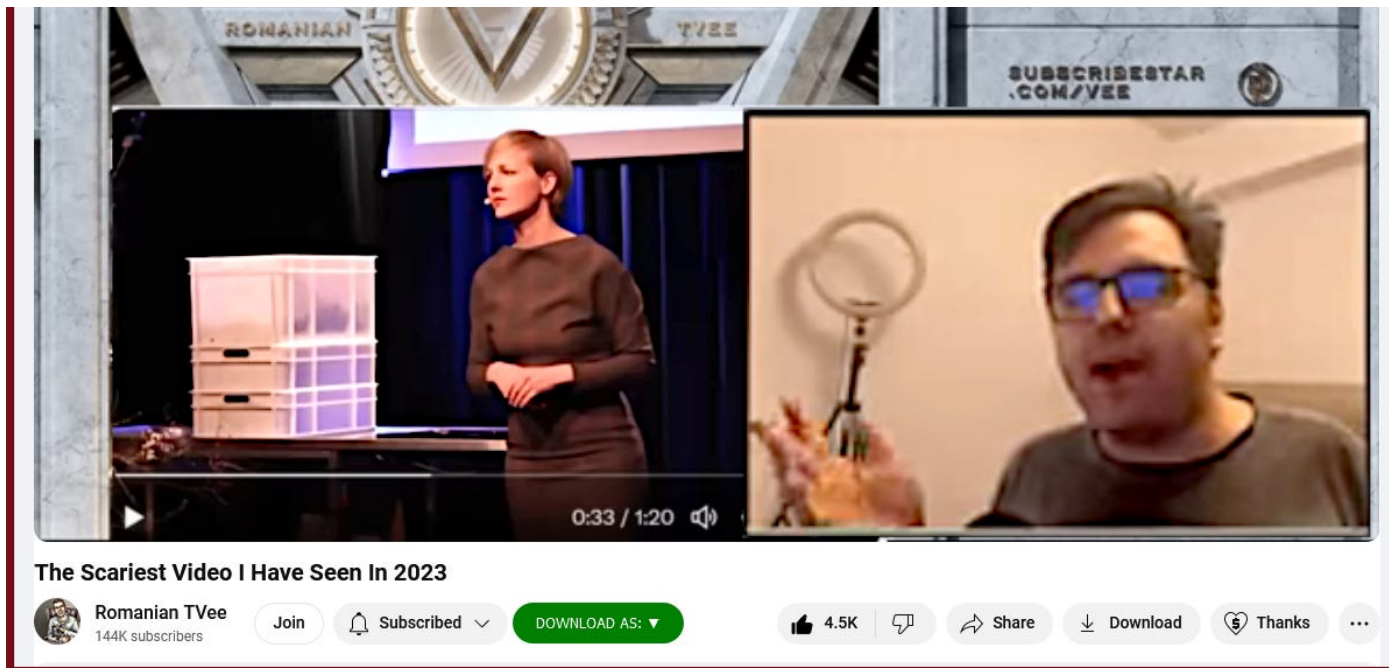 ROMANIAN TVEE
SUBSCRIBESTAR
.COM/VEE
0:33 / 1:20
The Scariest Video I Have Seen In 2023
Romanian TVee
144K subscribers
Join
Subscribed
DOWNLOAD AS: ▼
4.5K
Share
Download
Thanks